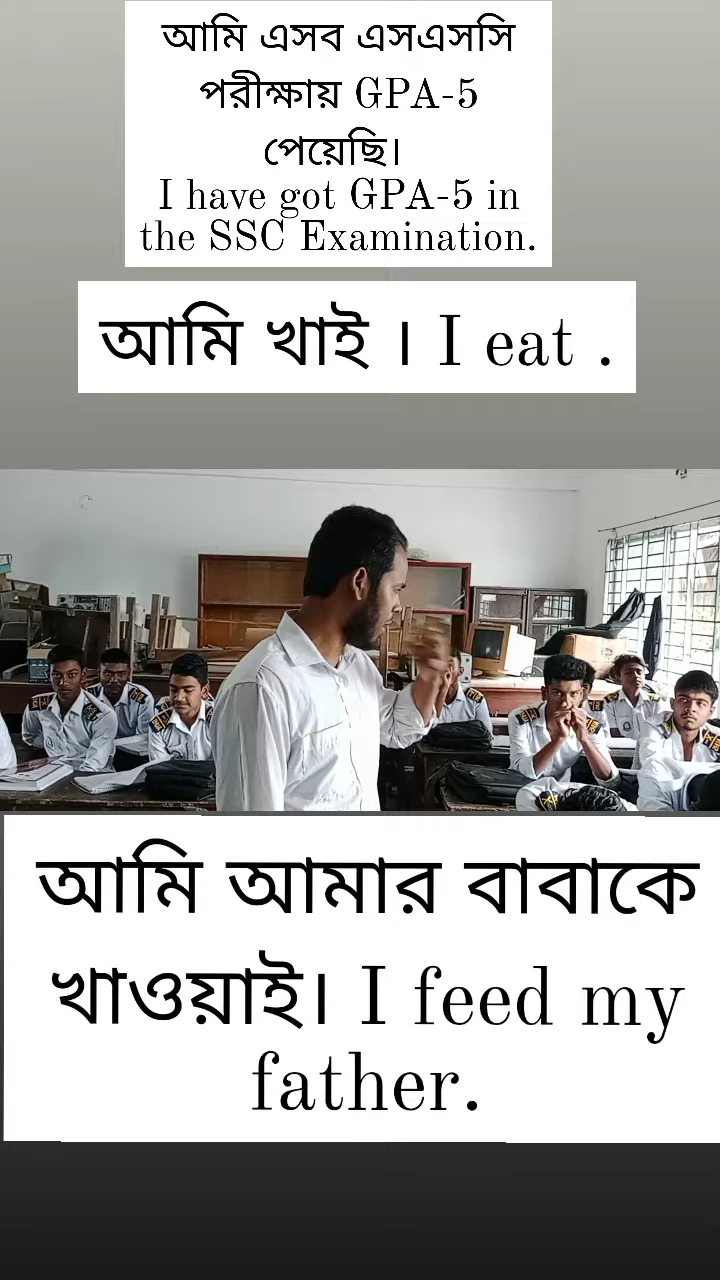 আমি এসব এসএসসি
পরীক্ষায় GPA-5
পেয়েছি।
I have got GPA-5 in
the SSC Examination.
আমি খাই । I eat .
আমি আমার বাবাকে
খাওয়াই। I feed my
father.